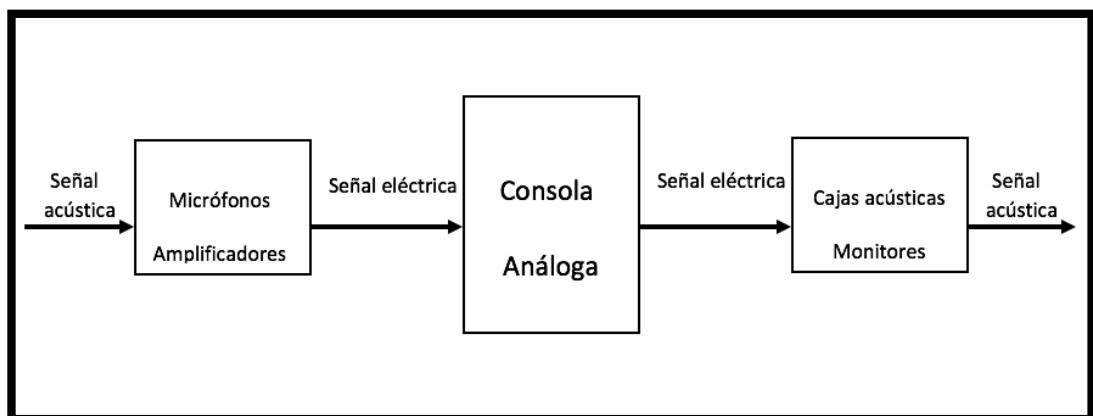 Señal
acústica
Micrófonos
Amplificadores
Señal eléctrica
Consola
Análoga
Señal eléctrica
Cajas acústicas
Monitores
Señal
acústica